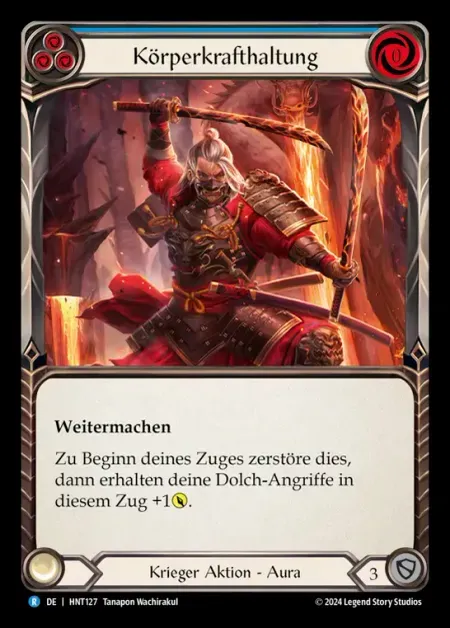 Körperkrafthaltung
0
Weitermachen
Zu Beginn deines Zuges zerstöre dies,
dann erhalten deine Dolch-Angriffe in
diesem Zug +1.
Krieger Aktion - Aura
3
R DE | HNT127 Tanapon Wachirakul
© 2024 Legend Story Studios